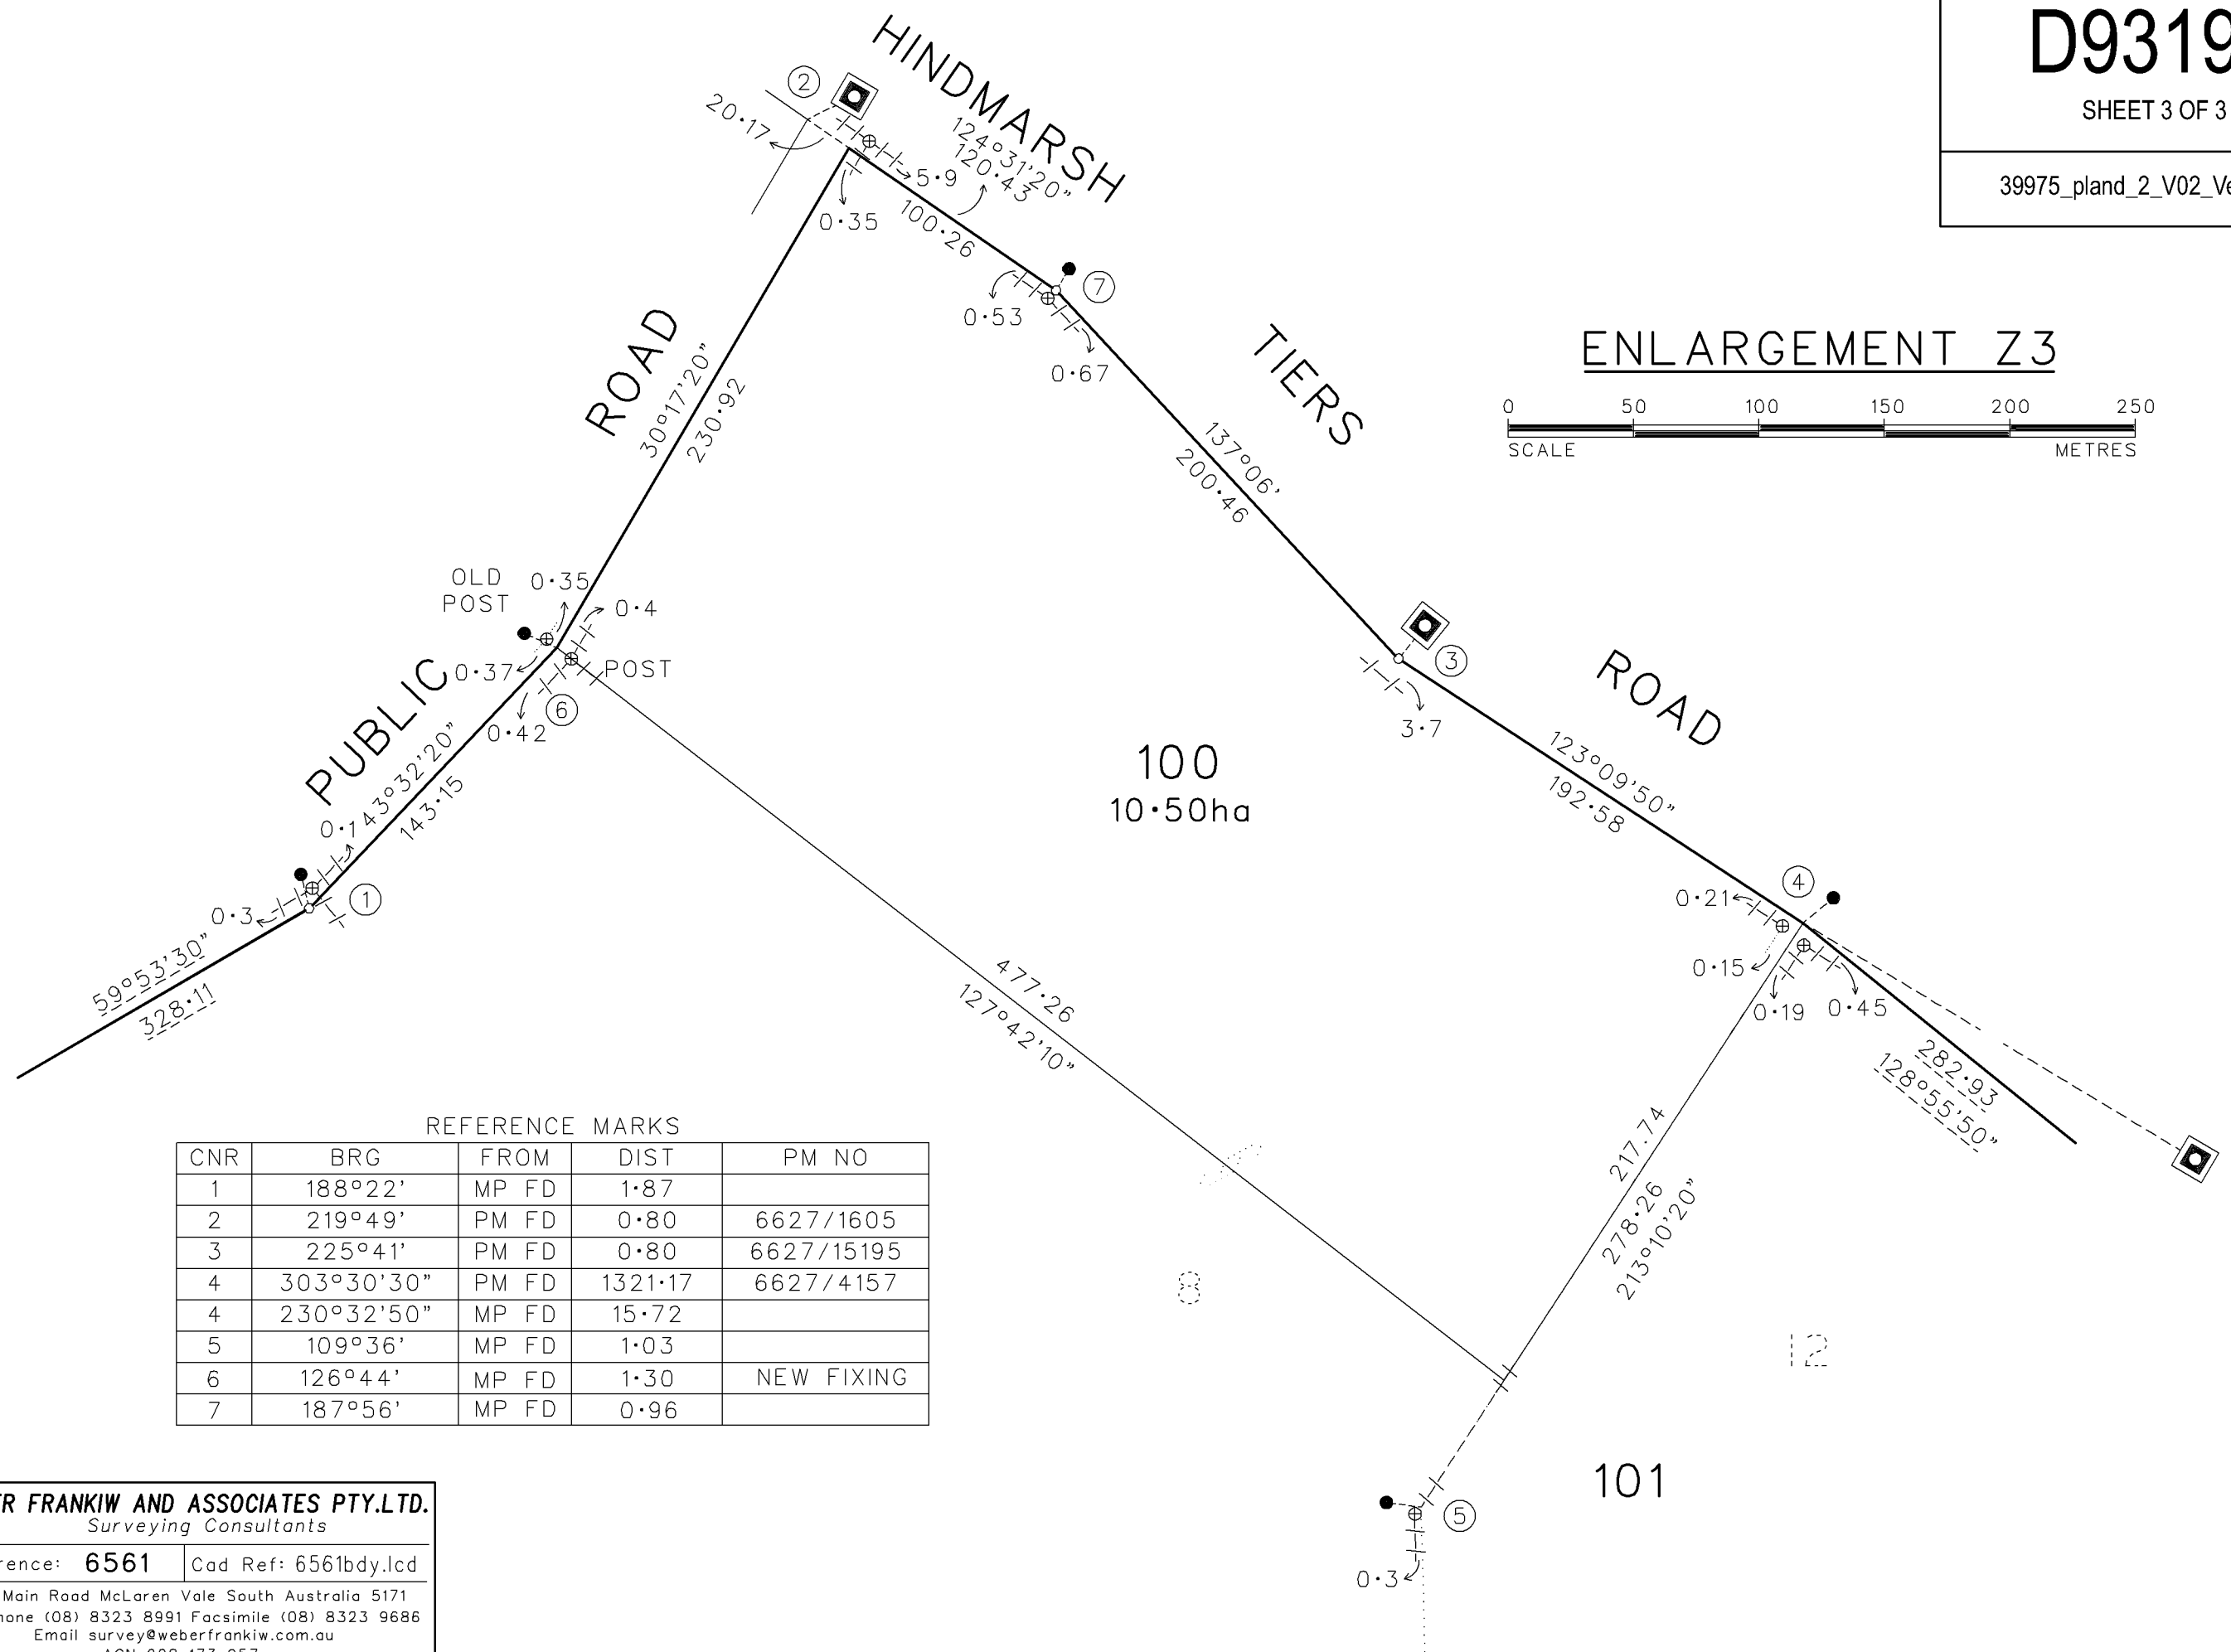 D9319
SHEET 3 OF 3
39975_pland_2_V02_Ve
HINDMARSH
TIERS
ROAD
ROAD
PUBLIC
ENLARGEMENT Z3
0 50 100 150 200 250
SCALE METRES
2
20·17
5·9
0·35
124°31'20"
120·43
100·26
7
0·53
0·67
30°17'20"
230·92
137°06'
200·46
OLD
POST
0·35
0·4
0·37
POST
6
0·42
3
3·7
100
10·50ha
123°09'50"
192·58
43°32'20"
143·15
0·1
0·3
1
59°53'30"
328·11
4
0·21
0·15
0·19
0·45
282·93
128°55'50"
477·26
127°42'10"
217.74
278·26
213°10'20"
8
12
101
5
0·3
REFERENCE MARKS
CNR BRG FROM DIST PM NO
1 188°22' MP FD 1·87
2 219°49' PM FD 0·80 6627/1605
3 225°41' PM FD 0·80 6627/15195
4 303°30'30" PM FD 1321·17 6627/4157
4 230°32'50" MP FD 15·72
5 109°36' MP FD 1·03
6 126°44' MP FD 1·30 NEW FIXING
7 187°56' MP FD 0·96
ER FRANKIW AND ASSOCIATES PTY.LTD.
Surveying Consultants
rence: 6561 Cad Ref: 6561bdy.lcd
Main Road McLaren Vale South Australia 5171
hone (08) 8323 8991 Facsimile (08) 8323 9686
Email survey@weberfrankiw.com.au